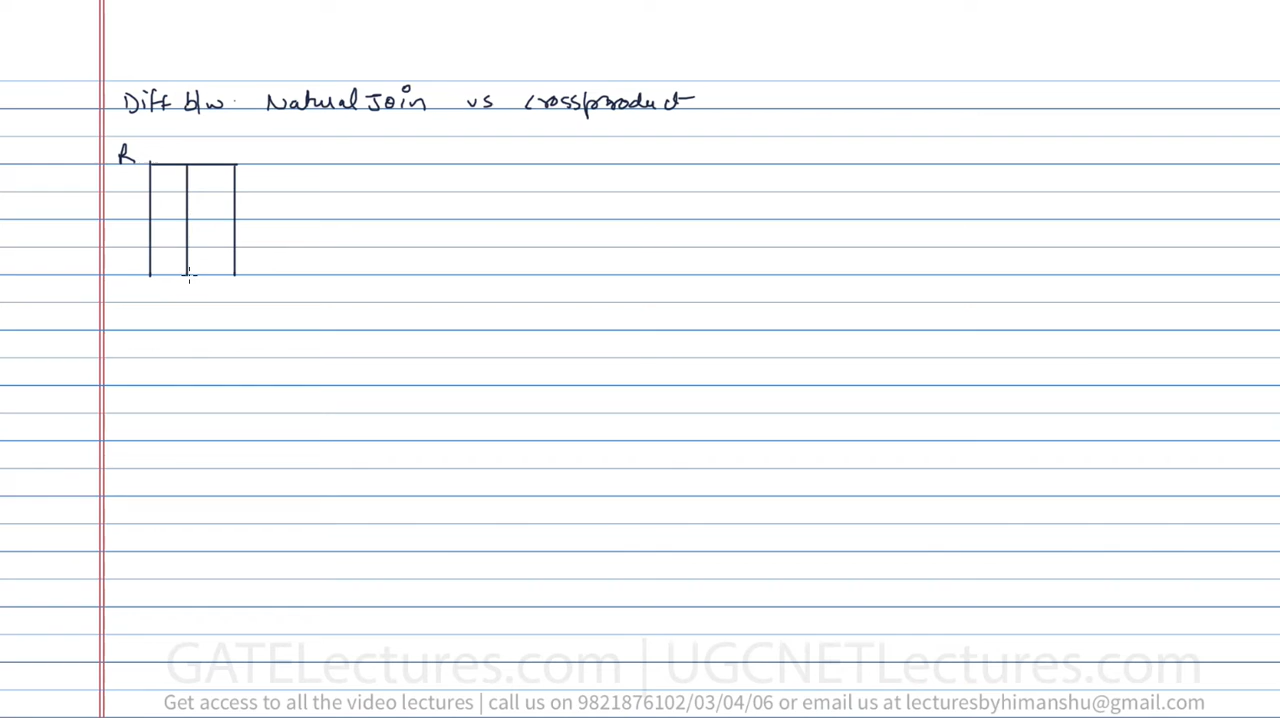 Diff b/w Natural Join vs crossproduct
R
GATELectures.com | UGCNETLectures.com
Get access to all the video lectures | call us on 9821876102/03/04/06 or email us at lecturesbyhimanshu@gmail.com